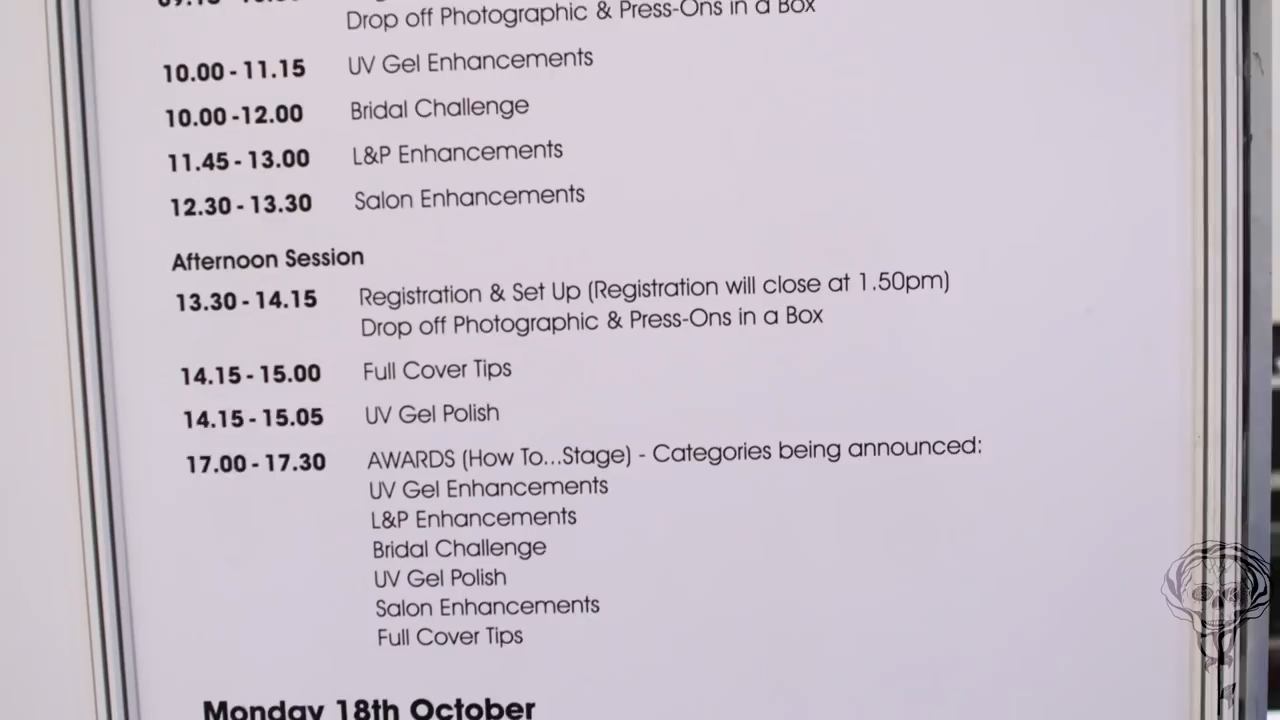 Drop off Photographic & Press-Ons in a Box
10.00 - 11.15 UV Gel Enhancements
10.00 -12.00 Bridal Challenge
11.45 - 13.00 L&P Enhancements
12.30 - 13.30 Salon Enhancements
Afternoon Session
13.30 - 14.15 Registration & Set Up (Registration will close at 1.50pm)
Drop off Photographic & Press-Ons in a Box
14.15 - 15.00 Full Cover Tips
14.15 - 15.05 UV Gel Polish
17.00 - 17.30 AWARDS (How To...Stage) - Categories being announced:
UV Gel Enhancements
L&P Enhancements
Bridal Challenge
UV Gel Polish
Salon Enhancements
Full Cover Tips
Monday 18th October